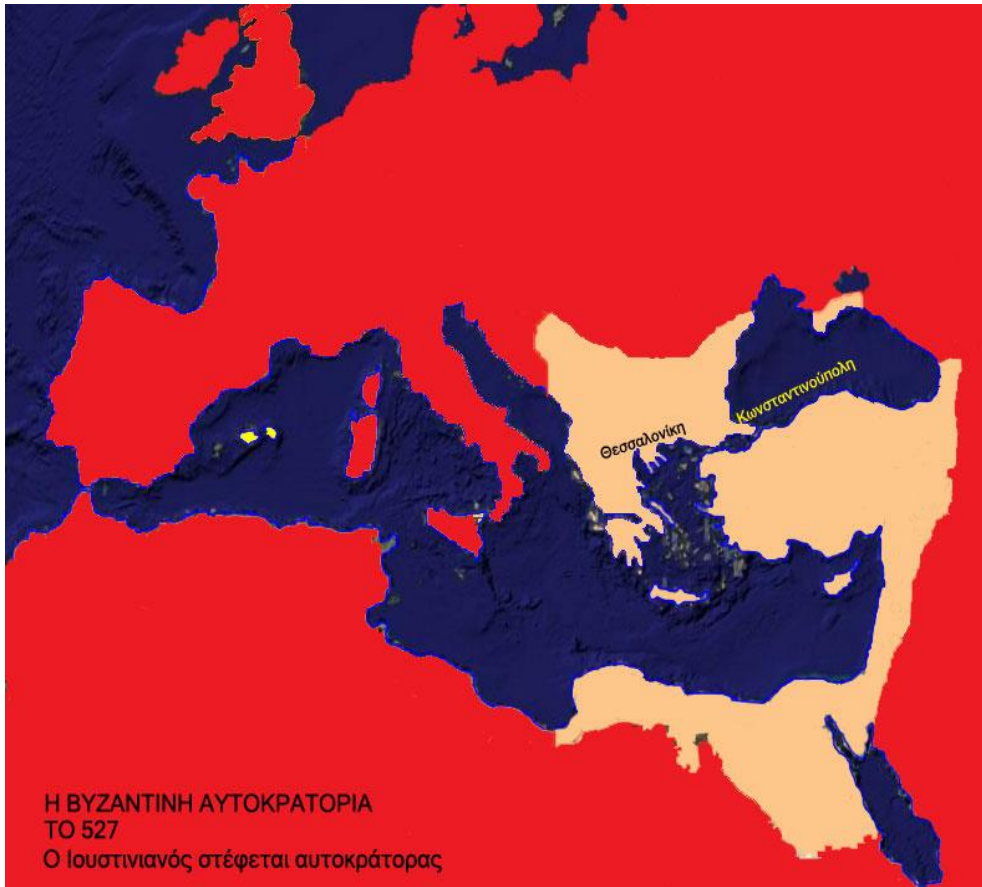 Κωνσταντινούπολη
Θεσσαλονίκη
Η ΒΥΖΑΝΤΙΝΗ ΑΥΤΟΚΡΑΤΟΡΙΑ
ΤΟ 527
Ο Ιουστινιανός στέφεται αυτοκράτορας